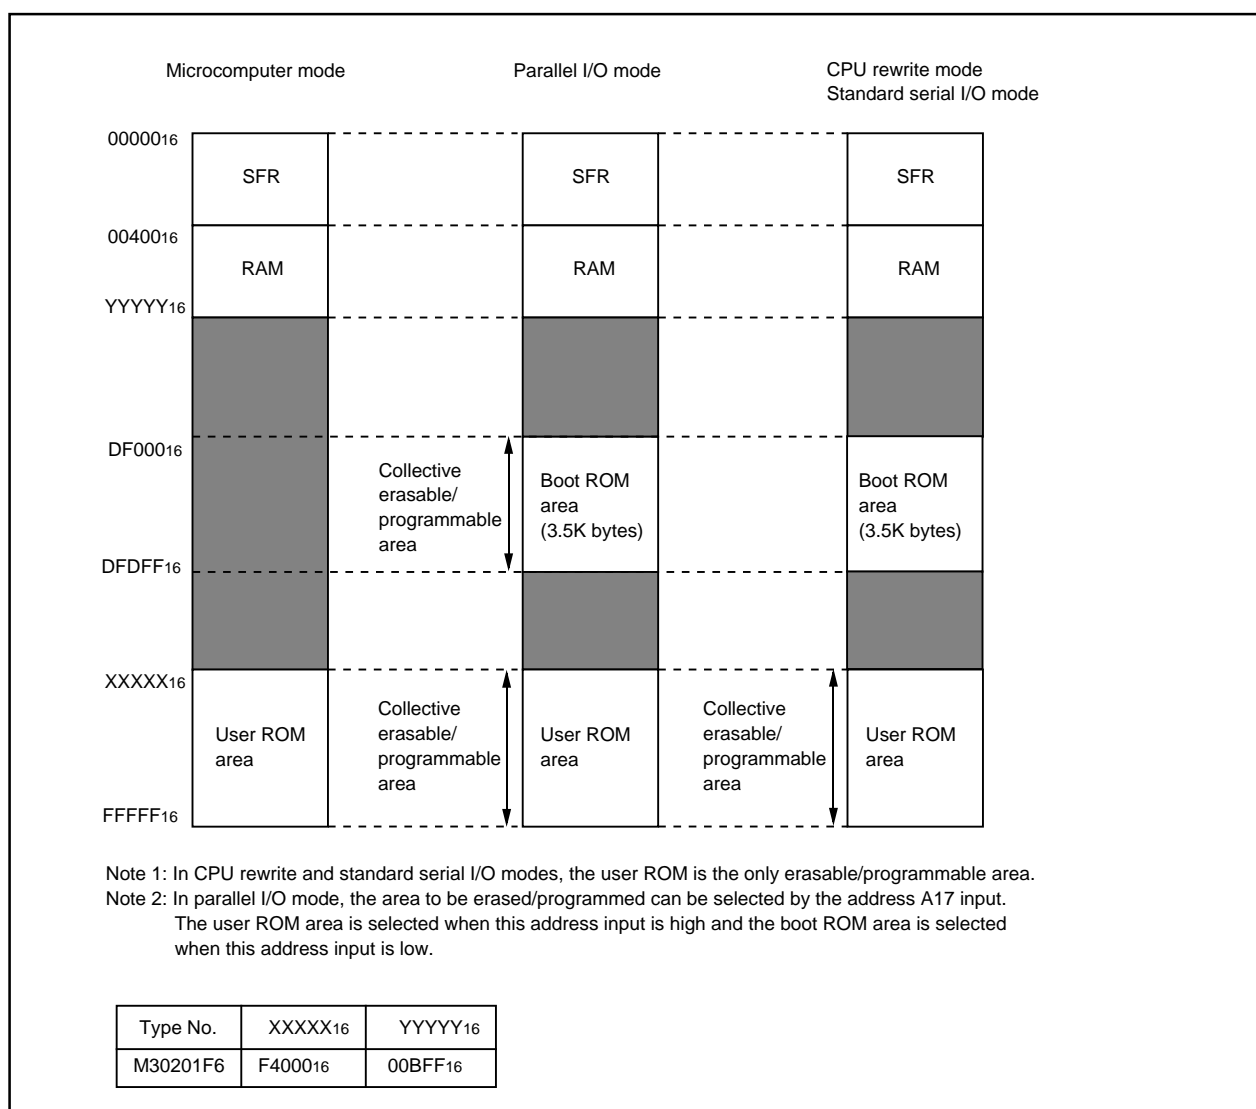 Microcomputer mode
Parallel I/O mode
CPU rewrite mode
Standard serial I/O mode
0000016
SFR
SFR
SFR
0040016
RAM
RAM
RAM
YYYYY16
DF00016
Collective
erasable/
programmable
area
Boot ROM
area
(3.5K bytes)
Boot ROM
area
(3.5K bytes)
DFDFF16
XXXXX16
User ROM
area
Collective
erasable/
programmable
area
User ROM
area
Collective
erasable/
programmable
area
User ROM
area
FFFFF16
Note 1: In CPU rewrite and standard serial I/O modes, the user ROM is the only erasable/programmable area.
Note 2: In parallel I/O mode, the area to be erased/programmed can be selected by the address A17 input.
The user ROM area is selected when this address input is high and the boot ROM area is selected
when this address input is low.
Type No. XXXXX16 YYYYY16
M30201F6 F400016 00BFF16